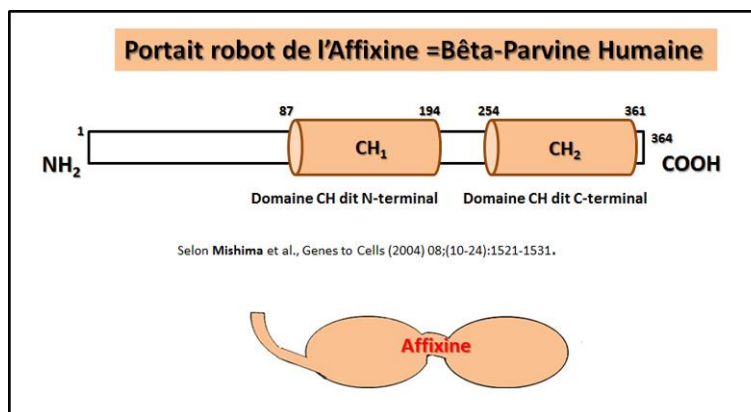 Portait robot de l'Affixine =Bêta-Parvine Humaine
87 194 254 361
1 364
NH₂ CH₁ CH₂ COOH
Domaine CH dit N-terminal Domaine CH dit C-terminal
Selon Mishima et al., Genes to Cells (2004) 08;(10-24):1521-1531.
Affixine